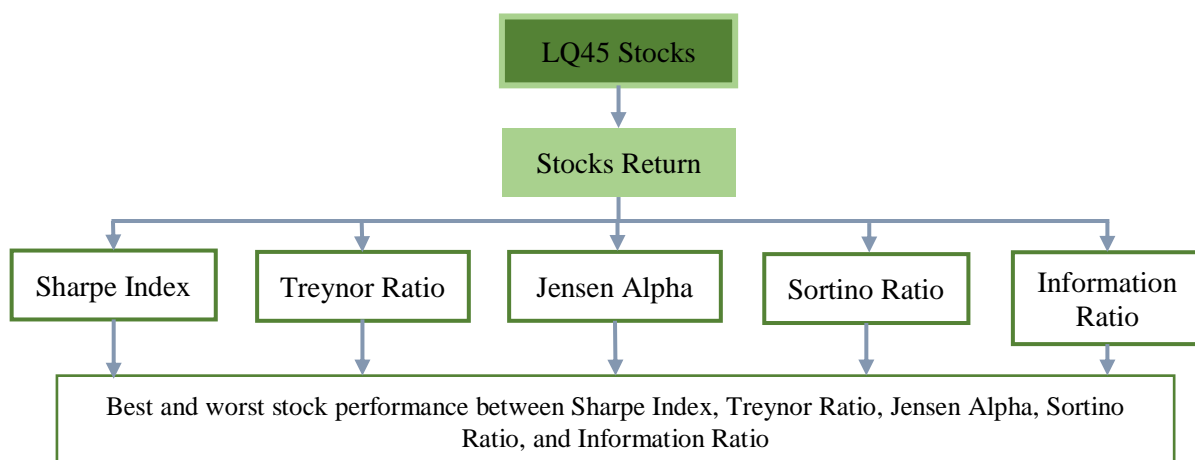 LQ45 Stocks
Stocks Return
Sharpe Index
Treynor Ratio
Jensen Alpha
Sortino Ratio
Information
Ratio
Best and worst stock performance between Sharpe Index, Treynor Ratio, Jensen Alpha, Sortino
Ratio, and Information Ratio